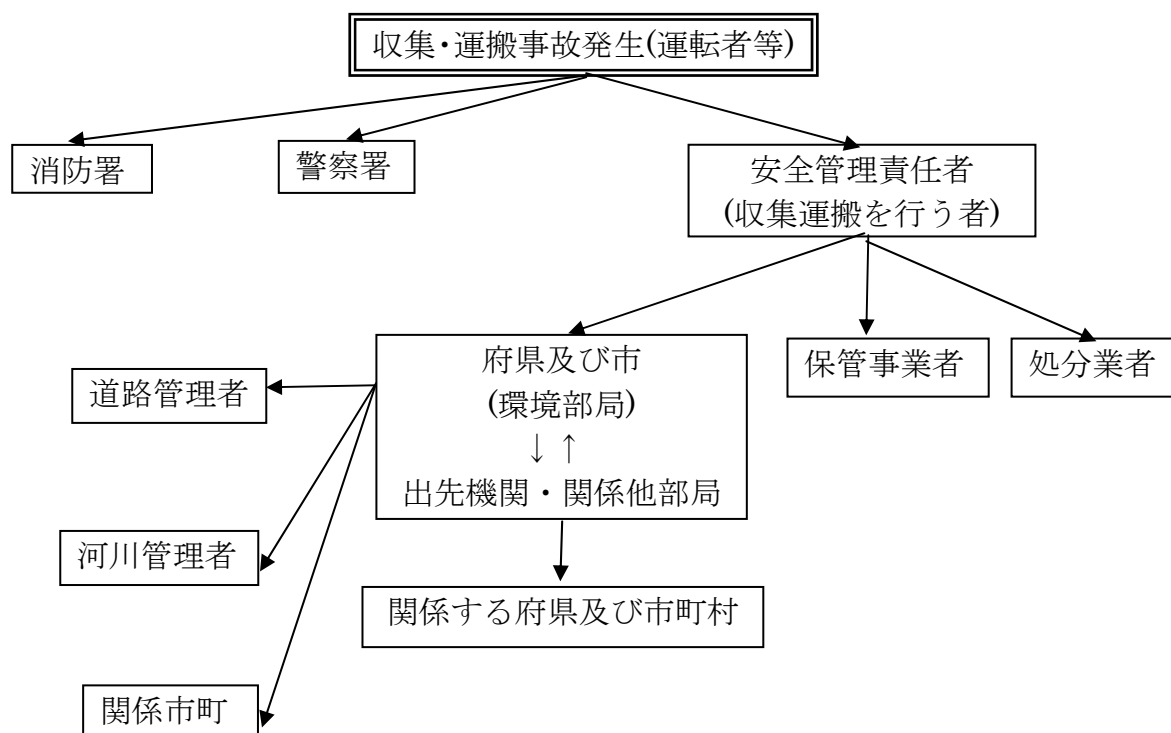 収集・運搬事故発生(運転者等)
消防署
警察署
安全管理責任者
(収集運搬を行う者)
府県及び市
(環境部局)
↓ ↑
出先機関・関係他部局
保管事業者
処分業者
道路管理者
河川管理者
関係する府県及び市町村
関係市町